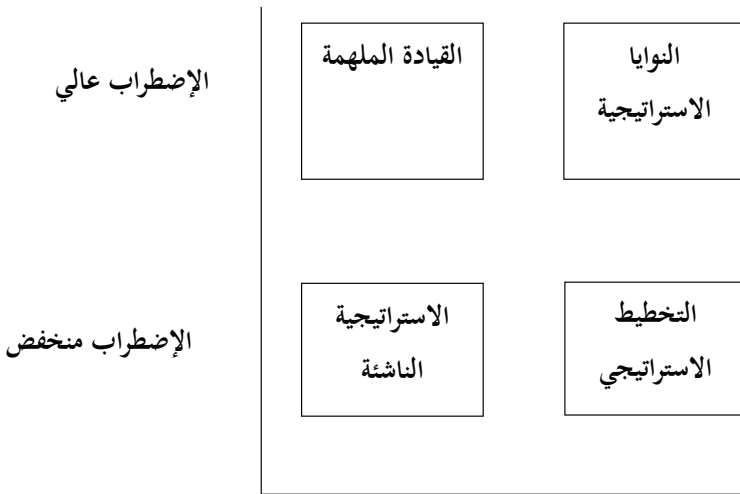 النوايا
الاستراتيجية
القيادة الملهمة
الإضطراب عالي
التخطيط
الاستراتيجي
الاستراتيجية
الناشئة
الإضطراب منخفض